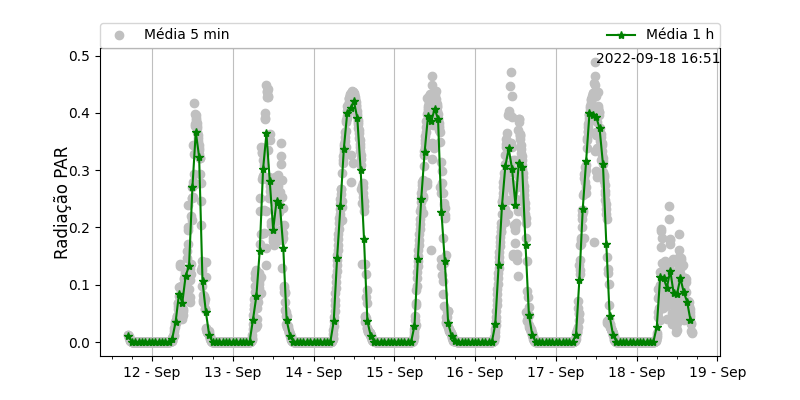 Média 5 min
Média 1 h
2022-09-18 16:51
Radiação PAR
0.5
0.4
0.3
0.2
0.1
0.0
12 - Sep
13 - Sep
14 - Sep
15 - Sep
16 - Sep
17 - Sep
18 - Sep
19 - Sep